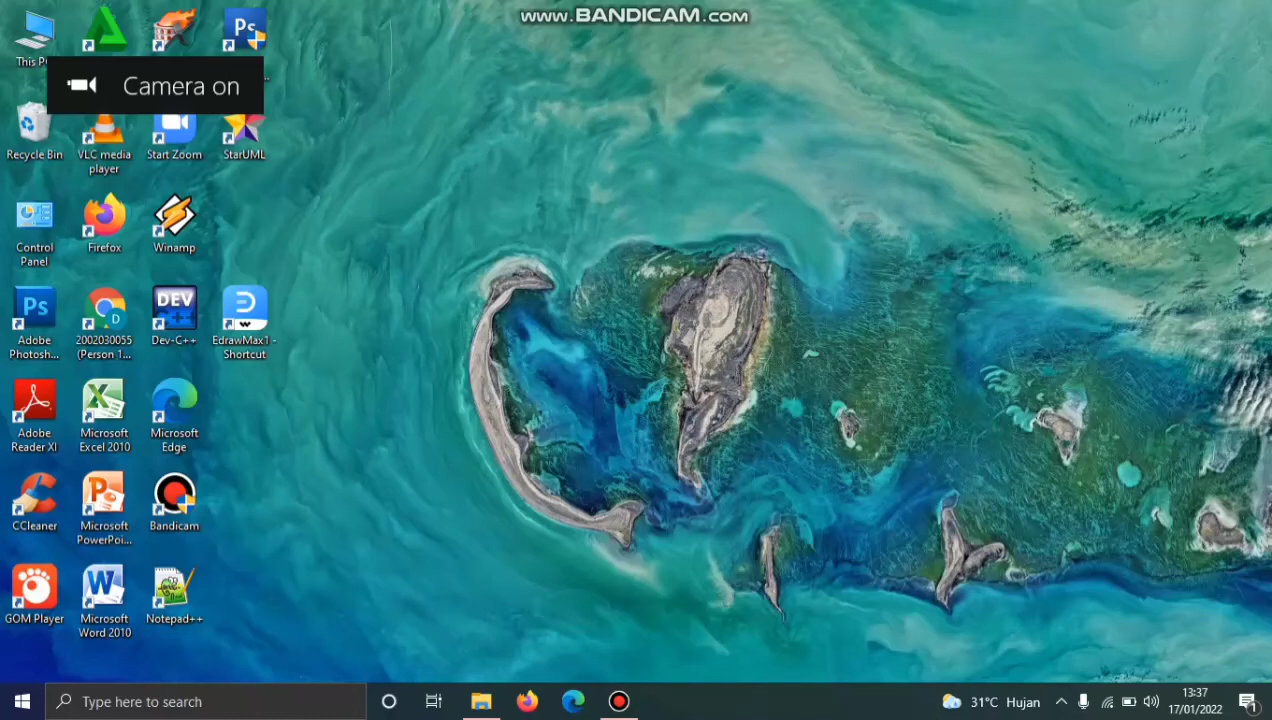 www.BANDICAM.com
This P
Camera on
Recycle Bin
VLC media
player
Start Zoom
StarUML
Control
Panel
Firefox
Winamp
Adobe
Photosh...
2002030055
(Person 1...
DEV
C++
Dev-C++
EdrawMax1 -
Shortcut
Adobe
Reader XI
Microsoft
Excel 2010
Microsoft
Edge
CCleaner
Microsoft
PowerPoi...
Bandicam
GOM Player
Microsoft
Word 2010
Notepad++
Type here to search
31°C Hujan
13:37
17/01/2022
1